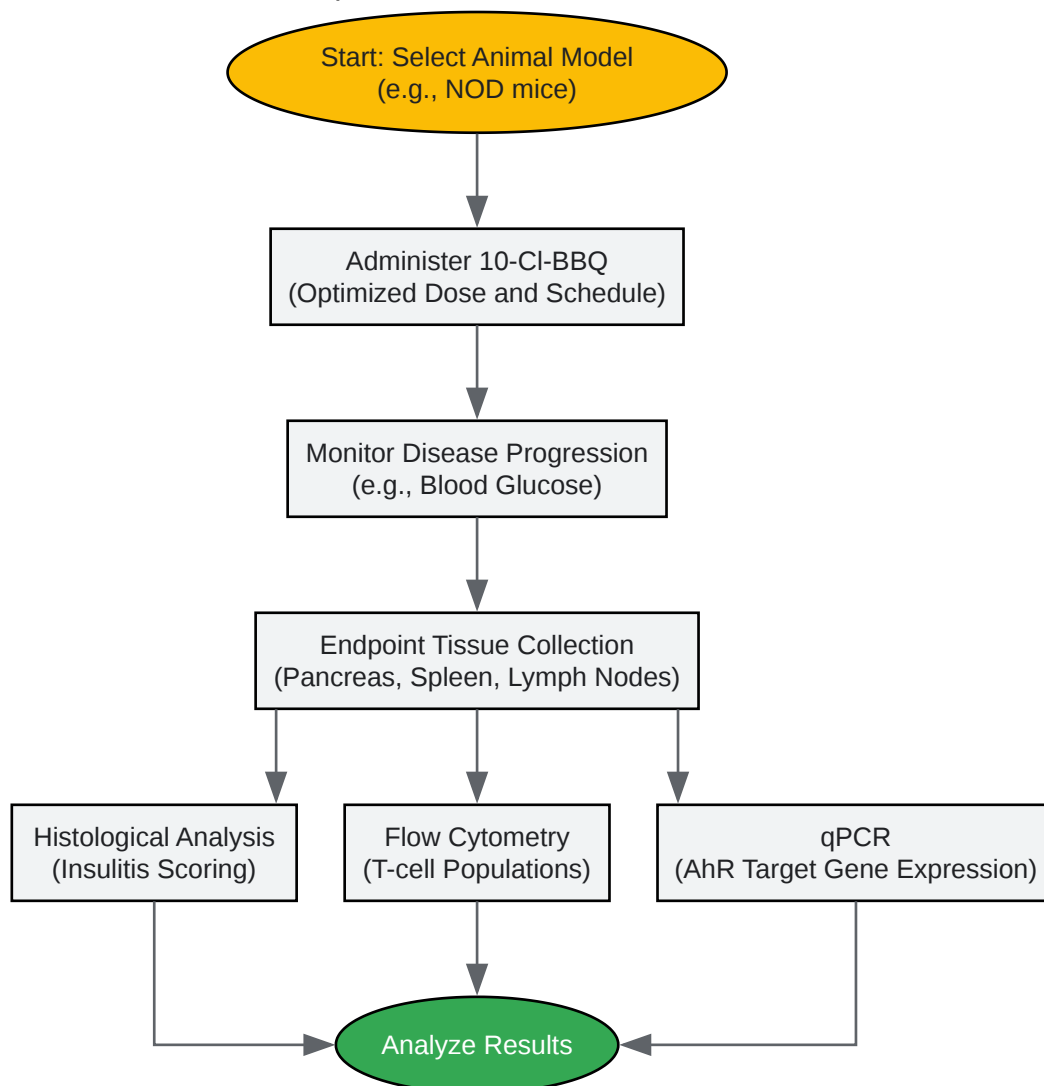 Start: Select Animal Model
(e.g., NOD mice)
Administer 10-Cl-BBQ
(Optimized Dose and Schedule)
Monitor Disease Progression
(e.g., Blood Glucose)
Endpoint Tissue Collection
(Pancreas, Spleen, Lymph Nodes)
Histological Analysis
(Insulitis Scoring)
Flow Cytometry
(T-cell Populations)
qPCR
(AhR Target Gene Expression)
Analyze Results